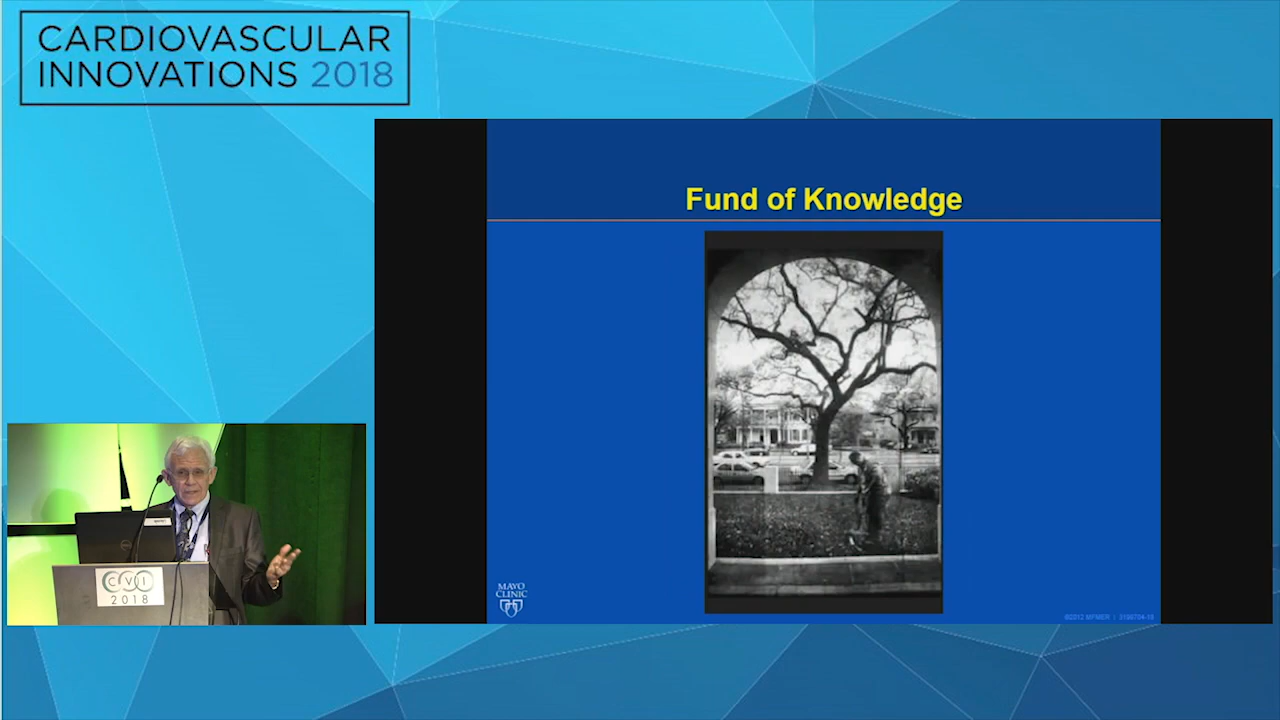 CARDIOVASCULAR
INNOVATIONS 2018
Fund of Knowledge
MAYO
CLINIC
CVI
2018